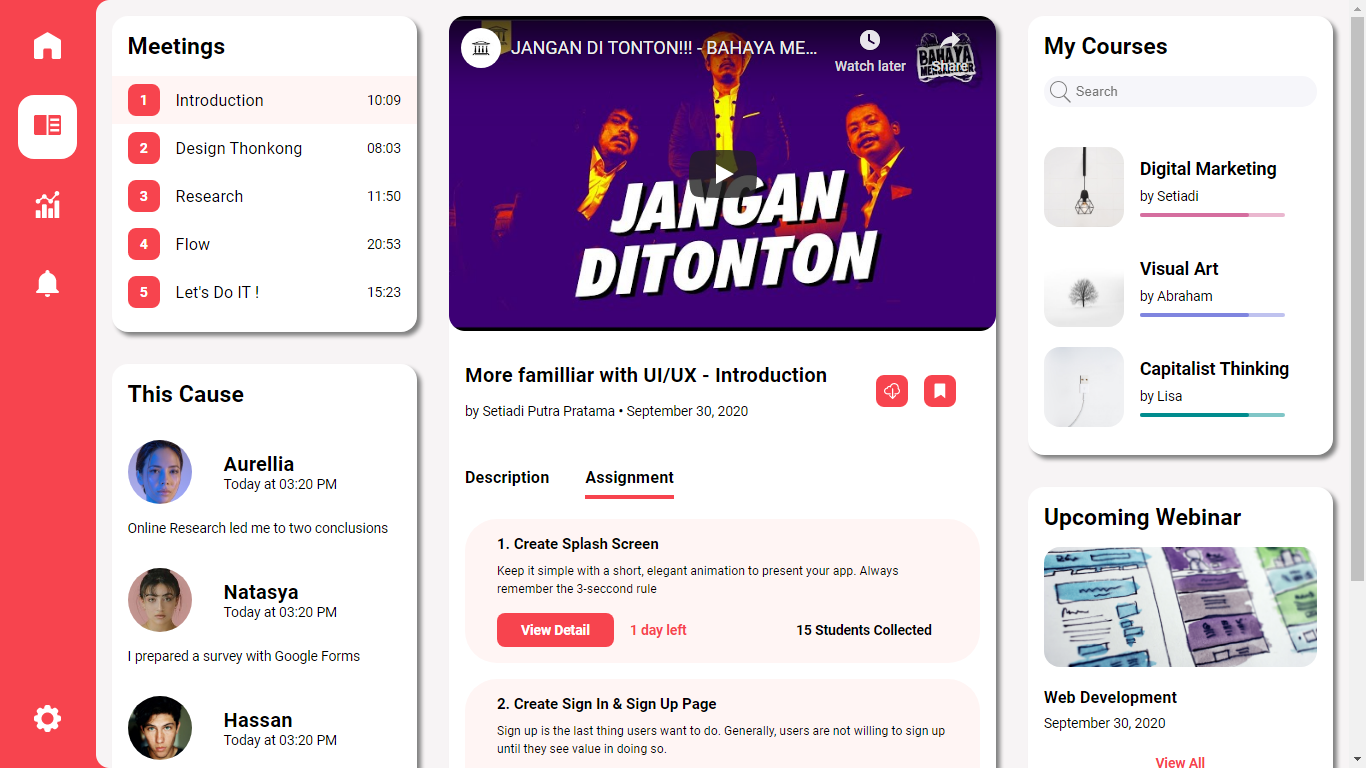 Meetings
1 Introduction 10:09
2 Design Thonkong 08:03
3 Research 11:50
4 Flow 20:53
5 Let's Do IT ! 15:23
This Cause
Aurellia
Today at 03:20 PM
Online Research led me to two conclusions
Natasya
Today at 03:20 PM
I prepared a survey with Google Forms
Hassan
Today at 03:20 PM
JANGAN DI TONTON!!! - BAHAYA ME...
Watch later
Share
BAHAYA
JANGAN
DITONTON
More familliar with UI/UX - Introduction
by Setiadi Putra Pratama • September 30, 2020
Description Assignment
1. Create Splash Screen
Keep it simple with a short, elegant animation to present your app. Always
remember the 3-seccond rule
View Detail 1 day left 15 Students Collected
2. Create Sign In & Sign Up Page
Sign up is the last thing users want to do. Generally, users are not willing to sign up
until they see value in doing so.
My Courses
Search
Digital Marketing
by Setiadi
Visual Art
by Abraham
Capitalist Thinking
by Lisa
Upcoming Webinar
Web Development
September 30, 2020
View All